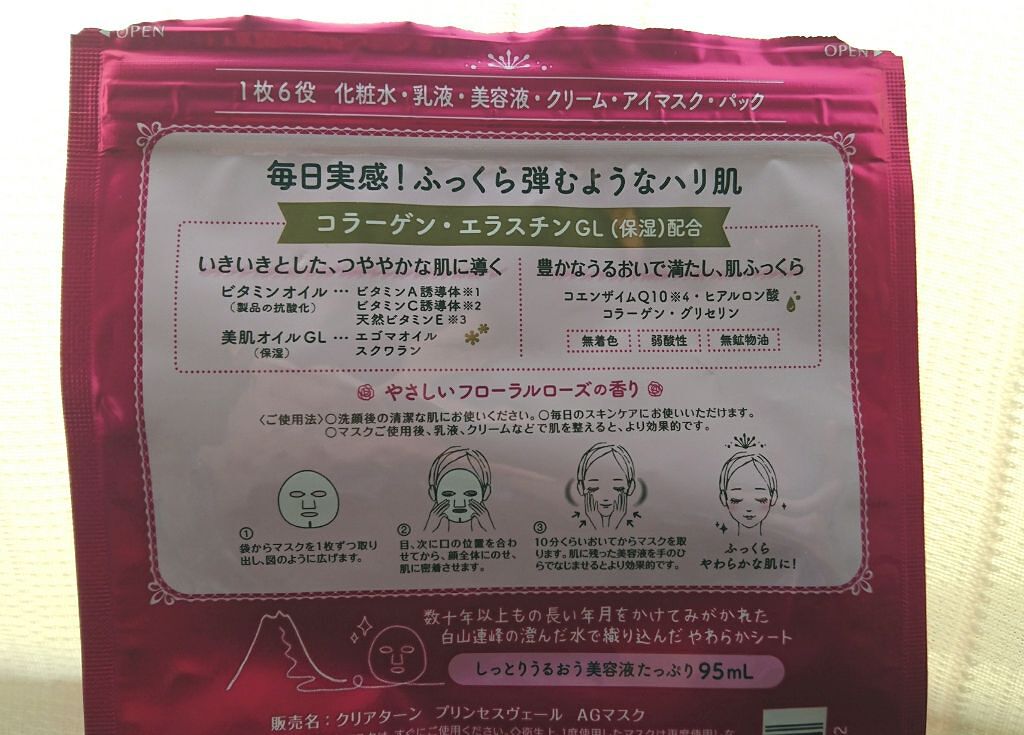 OPEN
OPEN
1枚6役 化粧水・乳液・美容液・クリーム・アイマスク・パック
毎日実感！ふっくら弾むようなハリ肌
コラーゲン・エラスチンGL（保湿）配合
いきいきとした、つややかな肌に導く
ビタミンオイル … ビタミンA誘導体※1
（製品の抗酸化） ビタミンC誘導体※2
天然ビタミンE※3
美肌オイルGL … エゴマオイル
（保湿） スクワラン
豊かなうるおいで満たし、肌ふっくら
コエンザイムQ10※4・ヒアルロン酸
コラーゲン・グリセリン
無着色 弱酸性 無鉱物油
やさしいフローラルローズの香り
〈ご使用法〉○洗顔後の清潔な肌にお使いください。○毎日のスキンケアにお使いいただけます。
○マスクご使用後、乳液、クリームなどで肌を整えると、より効果的です。
①
袋からマスクを1枚ずつ取り
出し、図のように広げます。
②
目、次に口の位置を合わ
せてから、顔全体にのせ、
肌に密着させます。
③
10分くらいおいてからマスクを取
ります。肌に残った美容液を手のひ
らでなじませるとより効果的です。
ふっくら
やわらかな肌に！
数十年以上もの長い年月をかけてみがかれた
白山連峰の澄んだ水で織り込んだやわらかシート
しっとりうるおう美容液たっぷり95mL
販売名：クリアターン プリンセスヴェール AGマスク